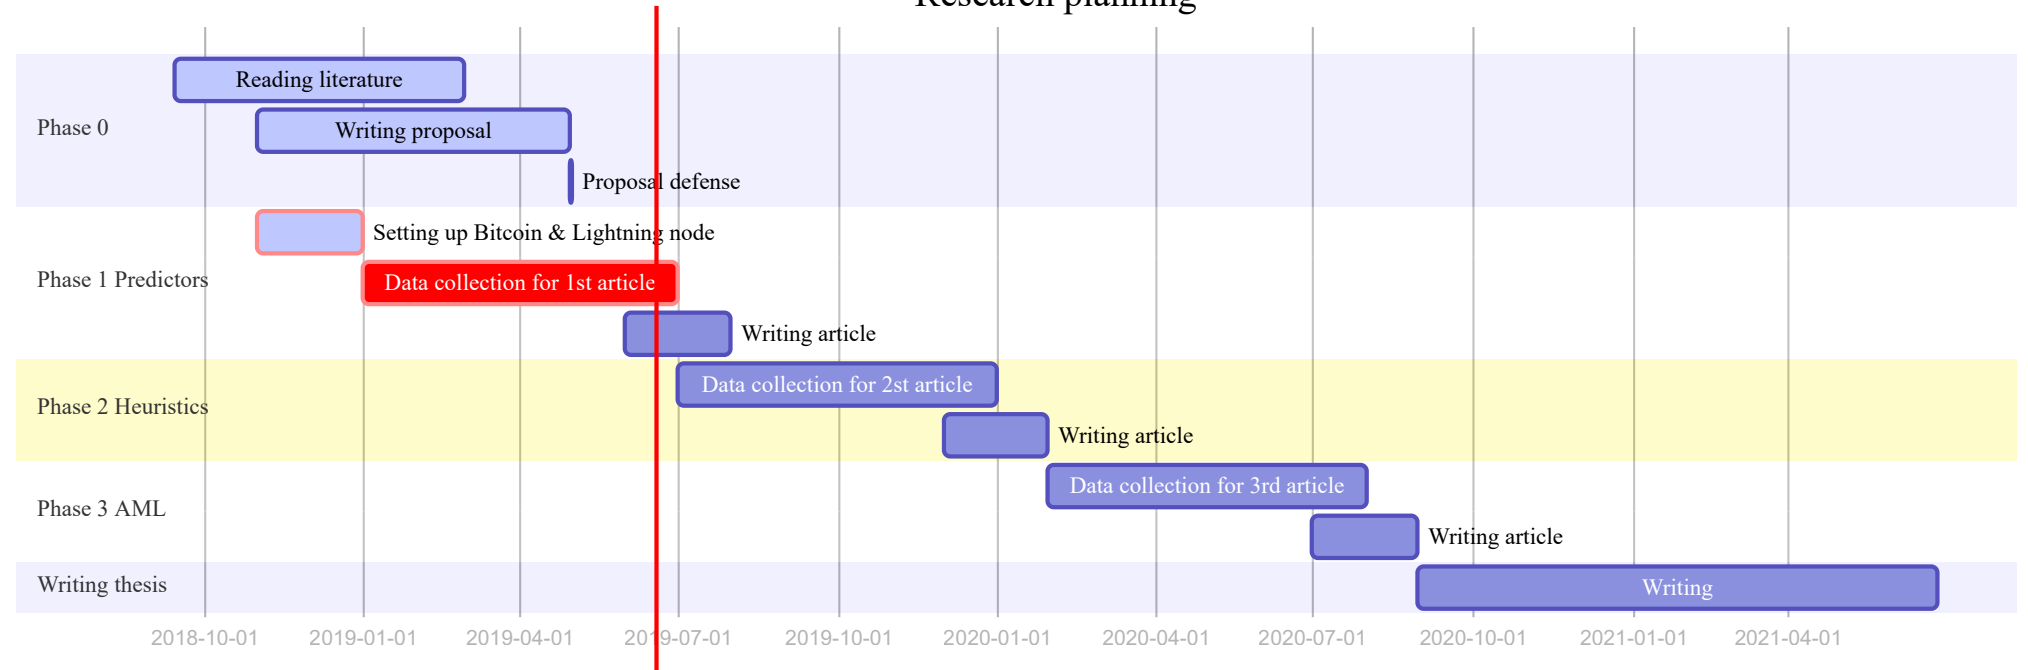 Research planning
Reading literature
Phase 0
Writing proposal
Proposal defense
Setting up Bitcoin & Lightning node
Phase 1 Predictors
Data collection for 1st article
Writing article
Data collection for 2st article
Phase 2 Heuristics
Writing article
Data collection for 3rd article
Phase 3 AML
Writing article
Writing thesis
Writing
2018-10-01 2019-01-01 2019-04-01 2019-07-01 2019-10-01 2020-01-01 2020-04-01 2020-07-01 2020-10-01 2021-01-01 2021-04-01